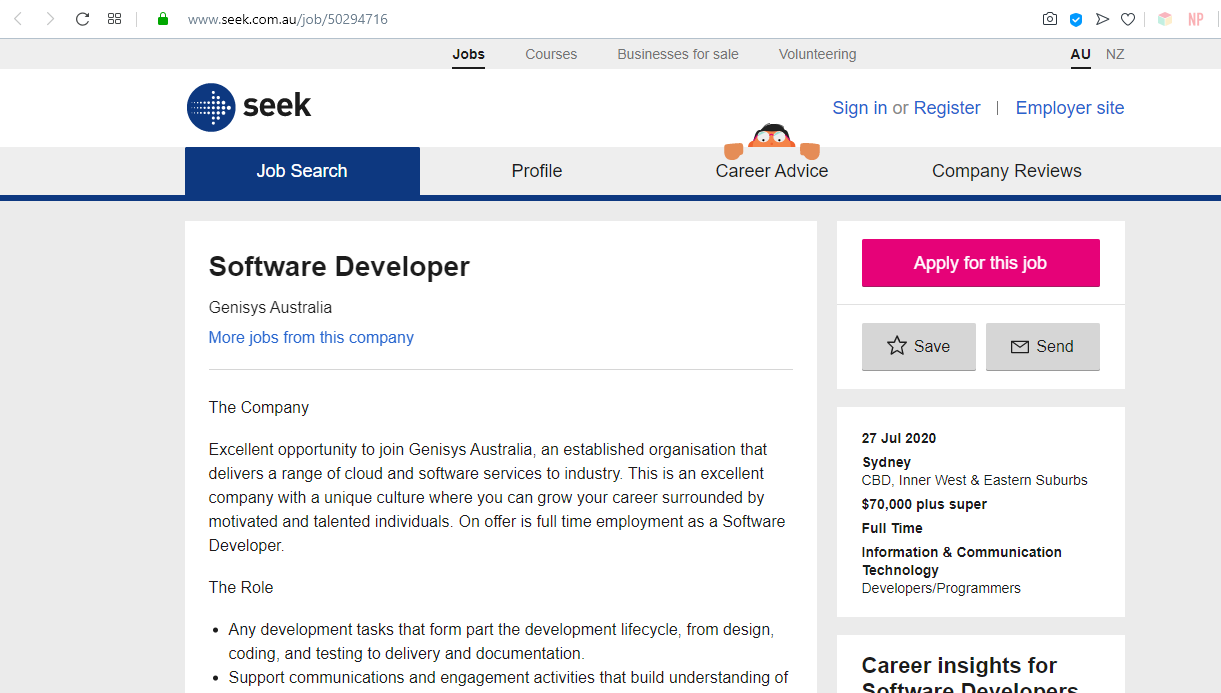 www.seek.com.au/job/50294716
NP
Jobs Courses Businesses for sale Volunteering AU NZ
seek
Sign in or Register | Employer site
Job Search Profile Career Advice Company Reviews
Software Developer
Genisys Australia
More jobs from this company
The Company
Excellent opportunity to join Genisys Australia, an established organisation that
delivers a range of cloud and software services to industry. This is an excellent
company with a unique culture where you can grow your career surrounded by
motivated and talented individuals. On offer is full time employment as a Software
Developer.
The Role
• Any development tasks that form part the development lifecycle, from design,
coding, and testing to delivery and documentation.
• Support communications and engagement activities that build understanding of
Apply for this job
Save
Send
27 Jul 2020
Sydney
CBD, Inner West & Eastern Suburbs
$70,000 plus super
Full Time
Information & Communication
Technology
Developers/Programmers
Career insights for
Software Developers